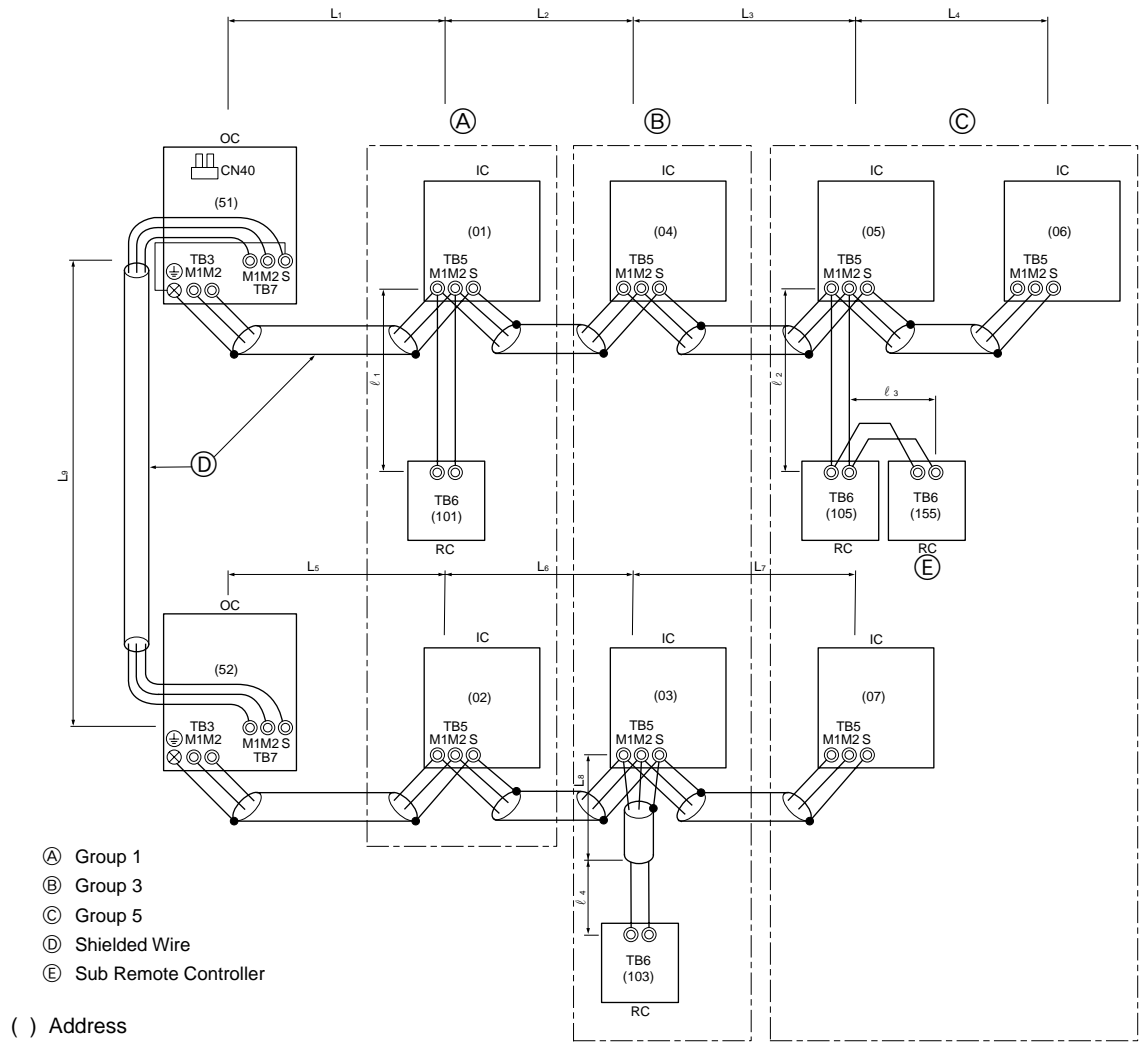 L1 L2 L3 L4
Ⓐ Ⓑ Ⓒ
OC
CN40
(51)
TB3
M1M2
M1M2 S
TB7
IC
(01)
TB5
M1M2 S
IC
(04)
TB5
M1M2 S
IC
(05)
TB5
M1M2 S
IC
(06)
TB5
M1M2 S
L9
Ⓓ
ℓ1
ℓ2
ℓ3
TB6
(101)
RC
TB6
(105)
RC
TB6
(155)
RC
Ⓔ
L5 L6 L7
OC
(52)
TB3
M1M2
M1M2 S
TB7
IC
(02)
TB5
M1M2 S
IC
(03)
TB5
M1M2 S
IC
(07)
TB5
M1M2 S
L8
ℓ4
TB6
(103)
RC
Ⓐ Group 1
Ⓑ Group 3
Ⓒ Group 5
Ⓓ Shielded Wire
Ⓔ Sub Remote Controller
( ) Address